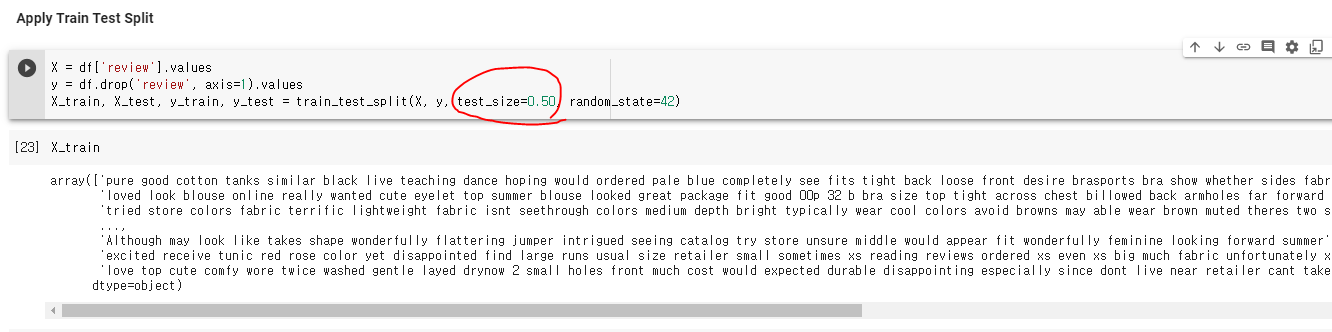 Apply Train Test Split
X = df['review'].values
y = df.drop('review', axis=1).values
X_train, X_test, y_train, y_test = train_test_split(X, y, test_size=0.50, random_state=42)
[23] X_train
array(['pure good cotton tanks similar black live teaching dance hoping would ordered pale blue completely see fits tight back loose front desire brasports bra show whether sides fabr
'loved look blouse online really wanted cute eyelet top summer blouse looked great package fit good 00p 32 b bra size top tight across chest billowed back armholes far forward
'tried store colors fabric terrific lightweight fabric isnt seethrough colors medium depth bright typically wear cool colors avoid browns may able wear brown muted theres two s
...,
'Although may look like takes shape wonderfully flattering jumper intrigued seeing catalog try store unsure middle would appear fit wonderfully feminine looking forward summer'
'excited receive tunic red rose color yet disappointed find large runs usual size retailer small sometimes xs reading reviews ordered xs even xs big much fabric unfortunately x
'love top cute comfy wore twice washed gentle layed drynow 2 small holes front much cost would expected durable disappointing especially since dont live near retailer cant take
dtype=object)